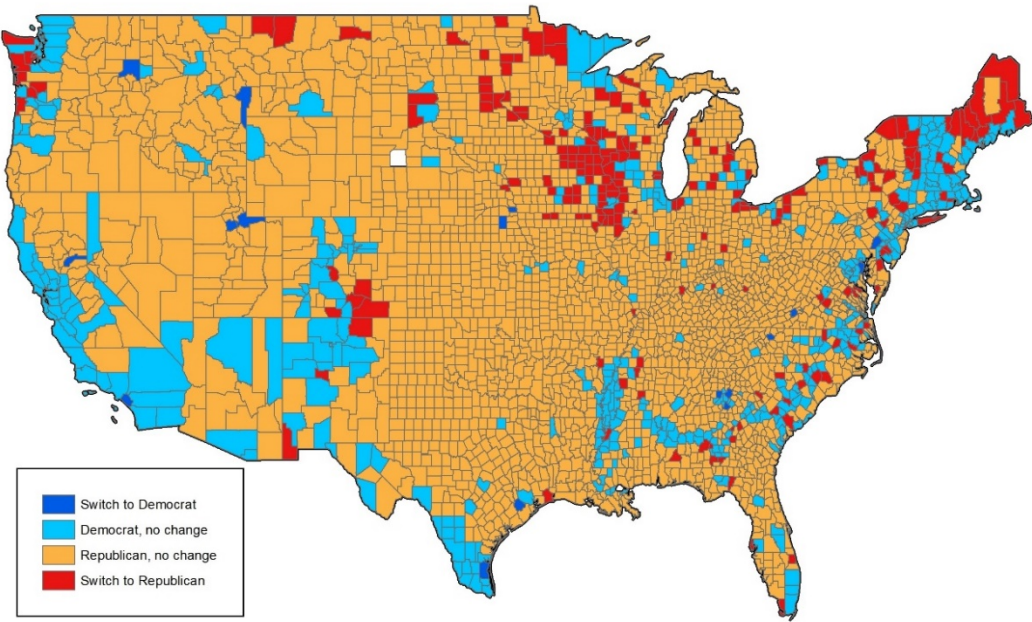 Switch to Democrat
Democrat, no change
Republican, no change
Switch to Republican